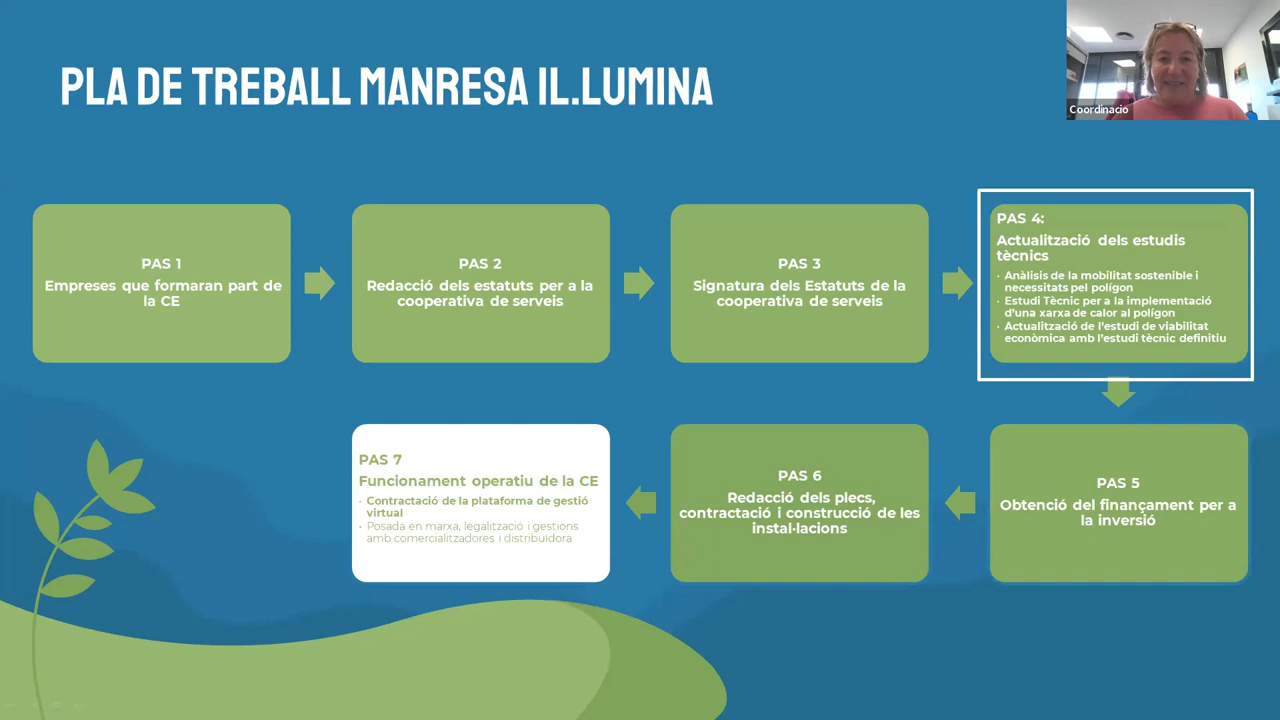 PLA DE TREBALL MANRESA IL.LUMINA
Coordinacio
PAS 1
Empreses que formaran part de
la CE
PAS 2
Redacció dels estatuts per a la
cooperativa de serveis
PAS 3
Signatura dels Estatuts de la
cooperativa de serveis
PAS 4:
Actualització dels estudis
tècnics
· Anàlisis de la mobilitat sostenible i
necessitats pel polígon
· Estudi Tècnic per a la implementació
d'una xarxa de calor al polígon
· Actualització de l'estudi de viabilitat
econòmica amb l'estudi tècnic definitiu
PAS 5
Obtenció del finançament per a
la inversió
PAS 6
Redacció dels plecs,
contractació i construcció de les
instal·lacions
PAS 7
Funcionament operatiu de la CE
· Contractació de la plataforma de gestió
virtual
· Posada en marxa, legalització i gestions
amb comercialitzadores i distribuïdora